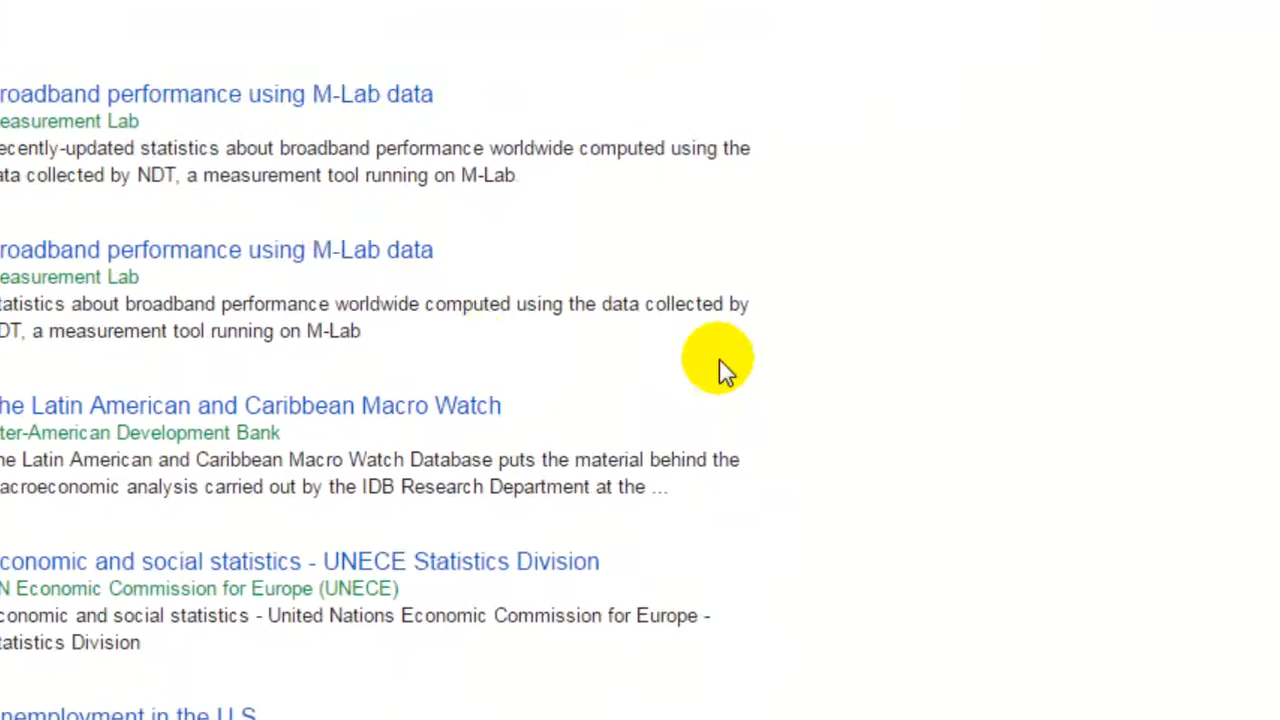 roadband performance using M-Lab data
easurement Lab
ecently-updated statistics about broadband performance worldwide computed using the
ata collected by NDT, a measurement tool running on M-Lab
roadband performance using M-Lab data
easurement Lab
tatistics about broadband performance worldwide computed using the data collected by
DT, a measurement tool running on M-Lab
he Latin American and Caribbean Macro Watch
ter-American Development Bank
he Latin American and Caribbean Macro Watch Database puts the material behind the
acroeconomic analysis carried out by the IDB Research Department at the ...
conomic and social statistics - UNECE Statistics Division
N Economic Commission for Europe (UNECE)
conomic and social statistics - United Nations Economic Commission for Europe -
tatistics Division
nemployment in the U.S.